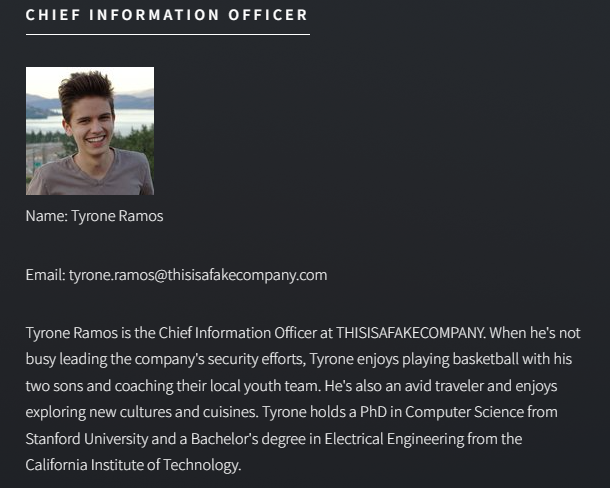 CHIEF INFORMATION OFFICER
Name: Tyrone Ramos
Email: tyrone.ramos@thisisafakecompany.com
Tyrone Ramos is the Chief Information Officer at THISISAFAKECOMPANY. When he's not
busy leading the company's security efforts, Tyrone enjoys playing basketball with his
two sons and coaching their local youth team. He's also an avid traveler and enjoys
exploring new cultures and cuisines. Tyrone holds a PhD in Computer Science from
Stanford University and a Bachelor's degree in Electrical Engineering from the
California Institute of Technology.